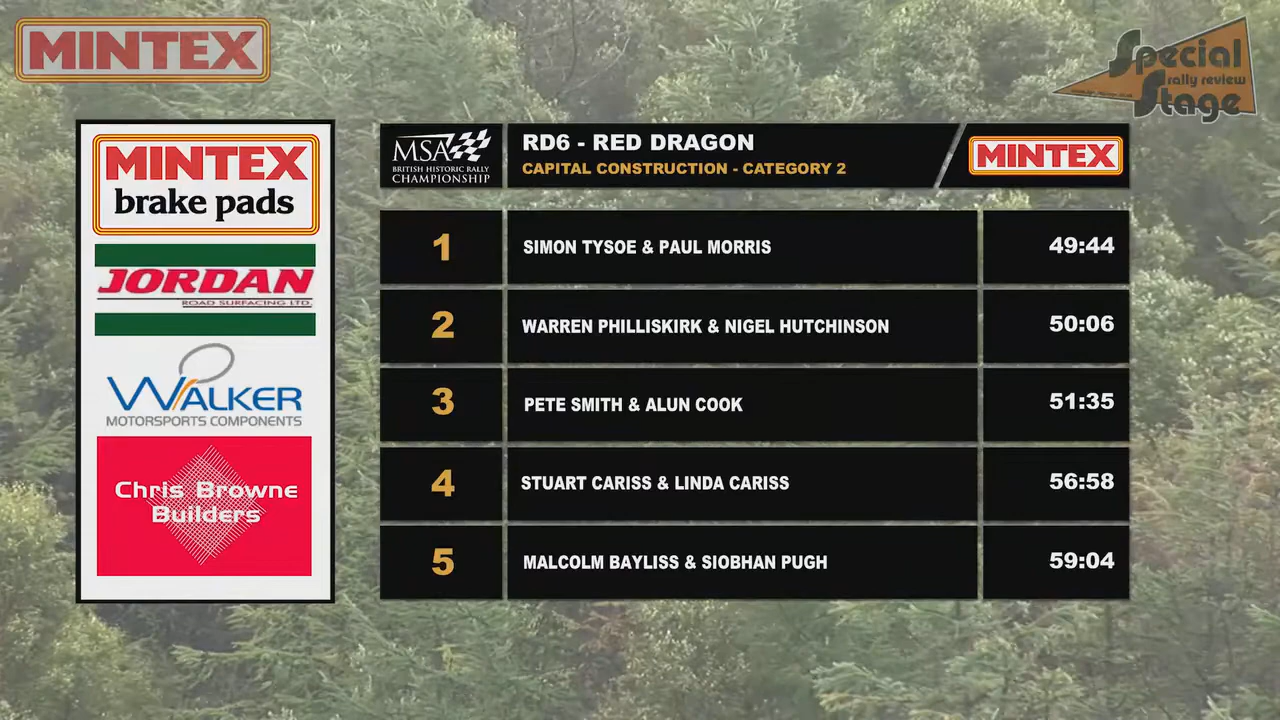 MINTEX
Special
rally review
Stage
MINTEX
brake pads
JORDAN
ROAD SURFACING LTD.
WALKER
MOTORSPORTS COMPONENTS
Chris Browne
Builders
MSA
BRITISH HISTORIC RALLY
CHAMPIONSHIP
RD6 - RED DRAGON
CAPITAL CONSTRUCTION - CATEGORY 2
MINTEX
1 SIMON TYSOE & PAUL MORRIS 49:44
2 WARREN PHILLISKIRK & NIGEL HUTCHINSON 50:06
3 PETE SMITH & ALUN COOK 51:35
4 STUART CARISS & LINDA CARISS 56:58
5 MALCOLM BAYLISS & SIOBHAN PUGH 59:04